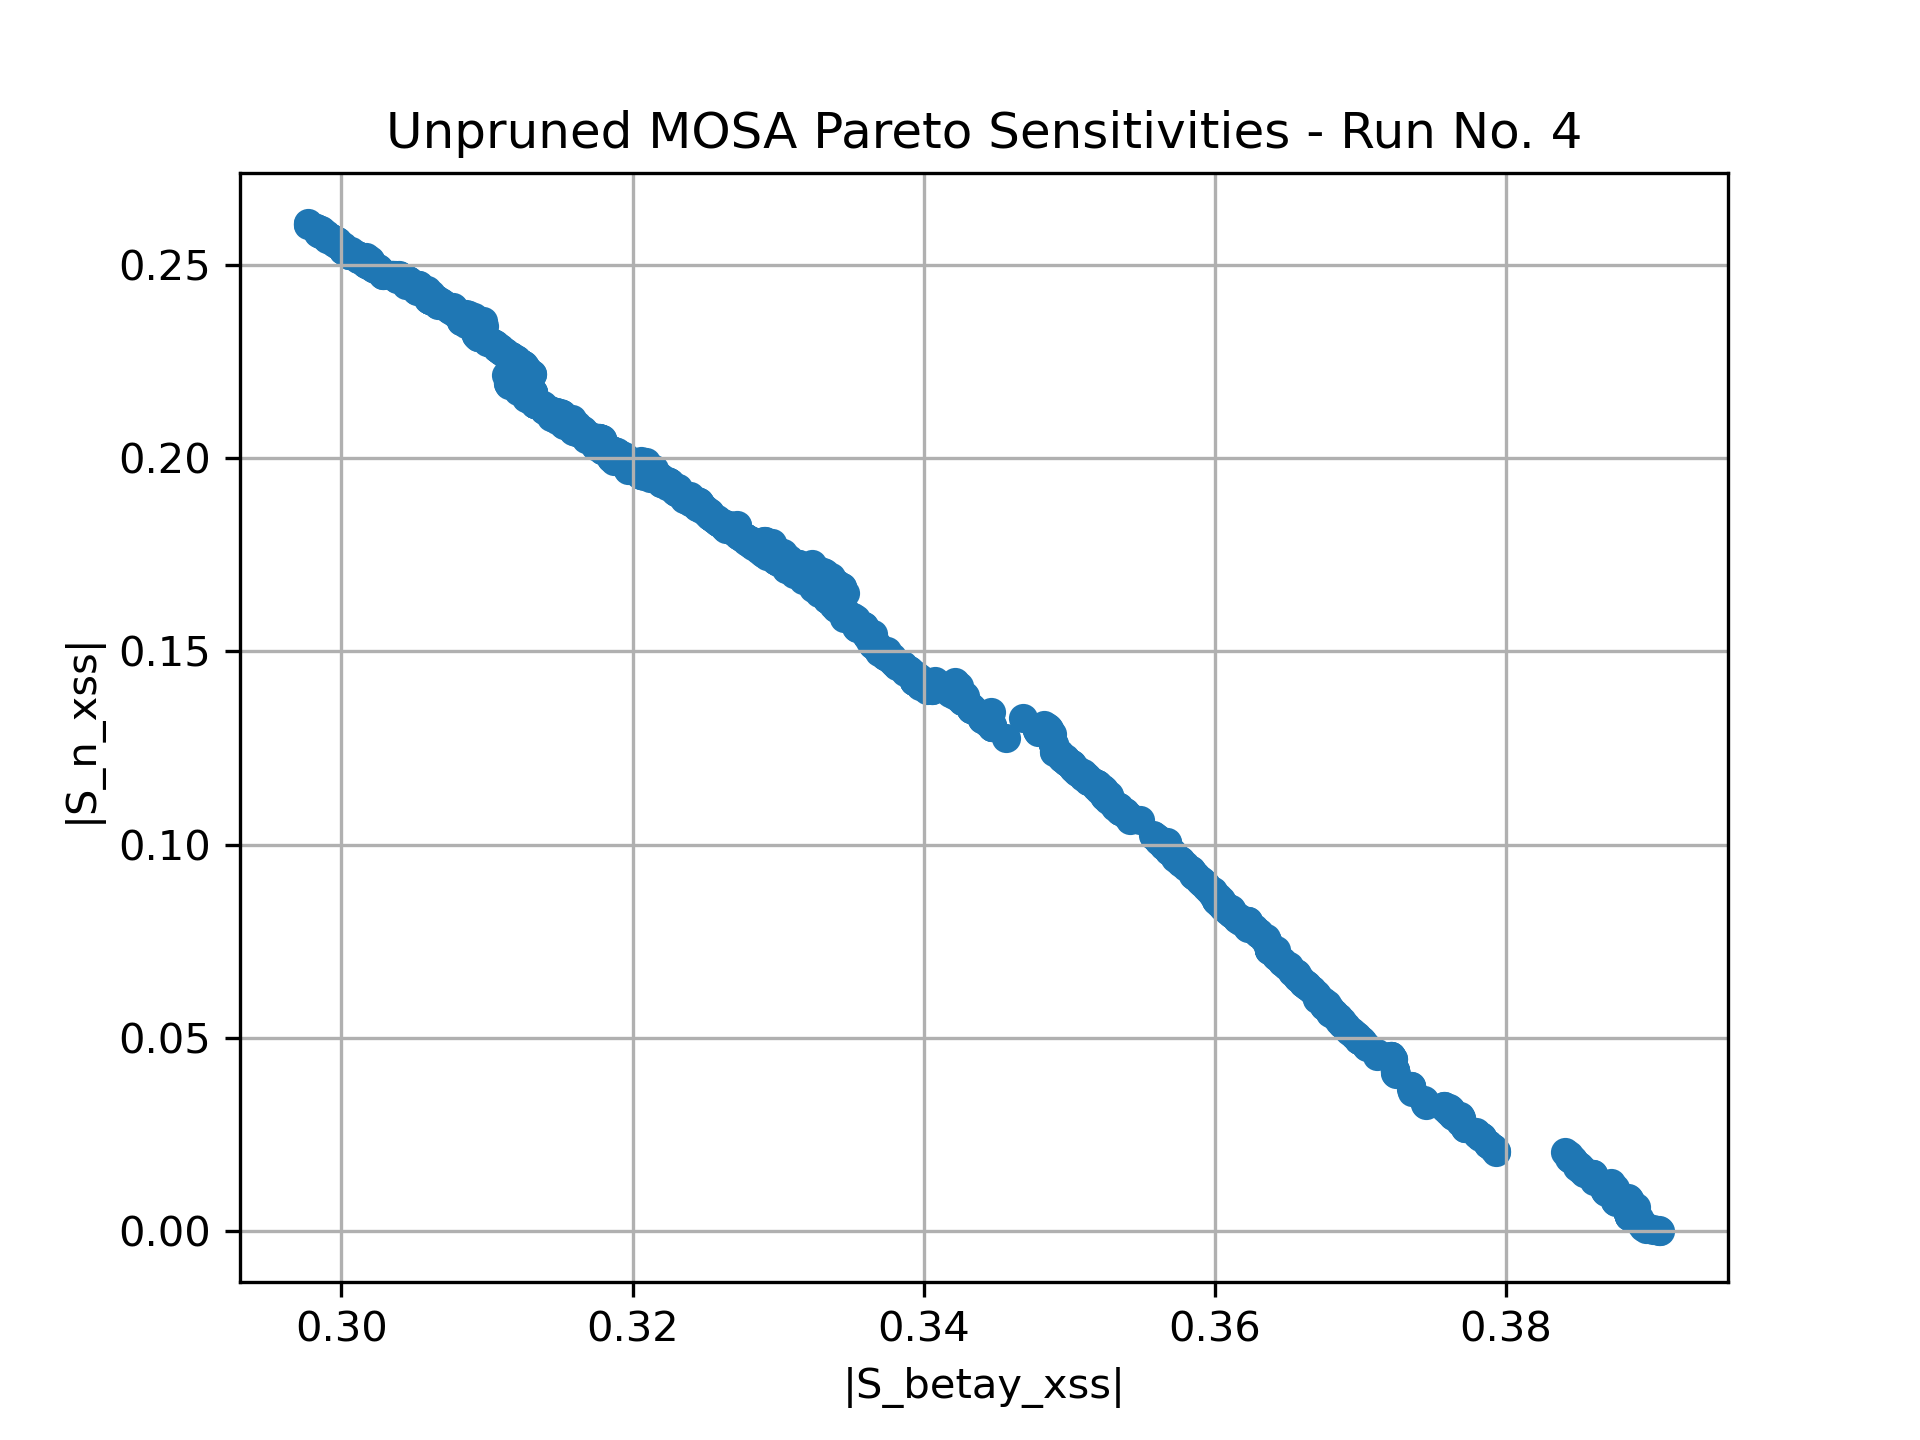 Unpruned MOSA Pareto Sensitivities - Run No. 4
|S_n_xss|
0.25
0.20
0.15
0.10
0.05
0.00
0.30 0.32 0.34 0.36 0.38
|S_betay_xss|